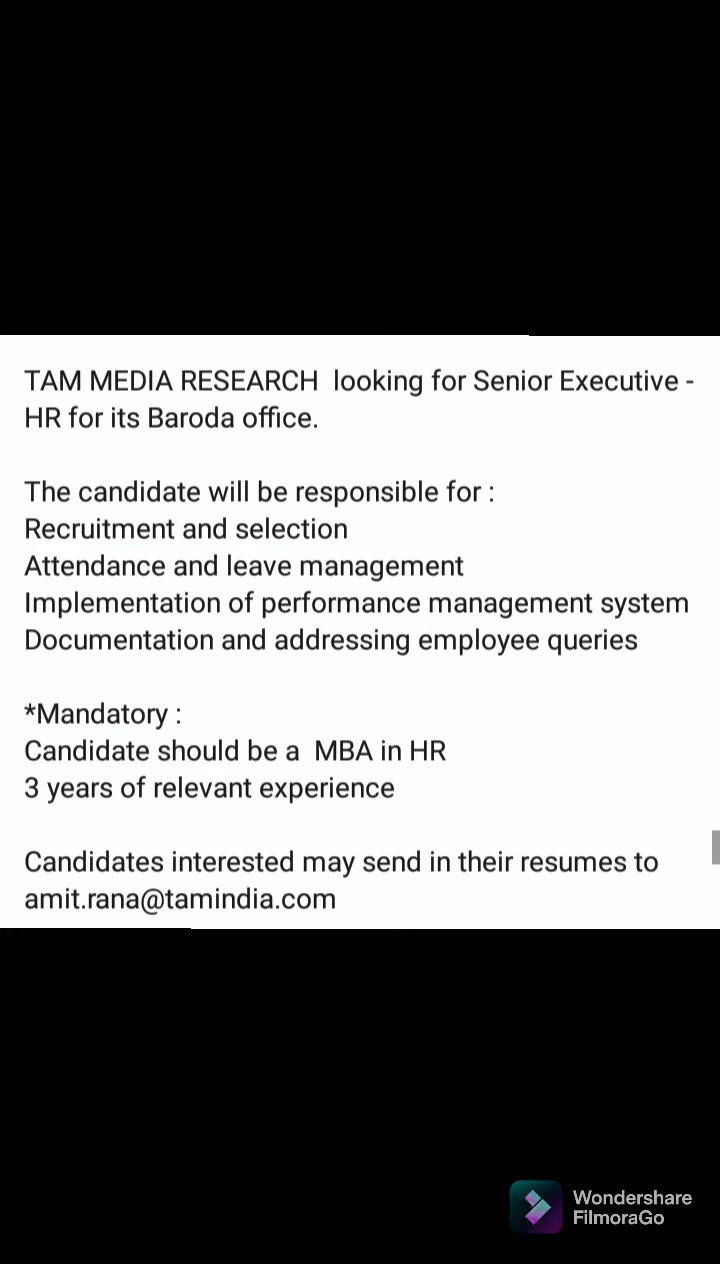 TAM MEDIA RESEARCH  looking for Senior Executive -
HR for its Baroda office.
The candidate will be responsible for :
Recruitment and selection
Attendance and leave management
Implementation of performance management system
Documentation and addressing employee queries
*Mandatory :
Candidate should be a  MBA in HR
3 years of relevant experience
Candidates interested may send in their resumes to
amit.rana@tamindia.com
Wondershare
FilmoraGo